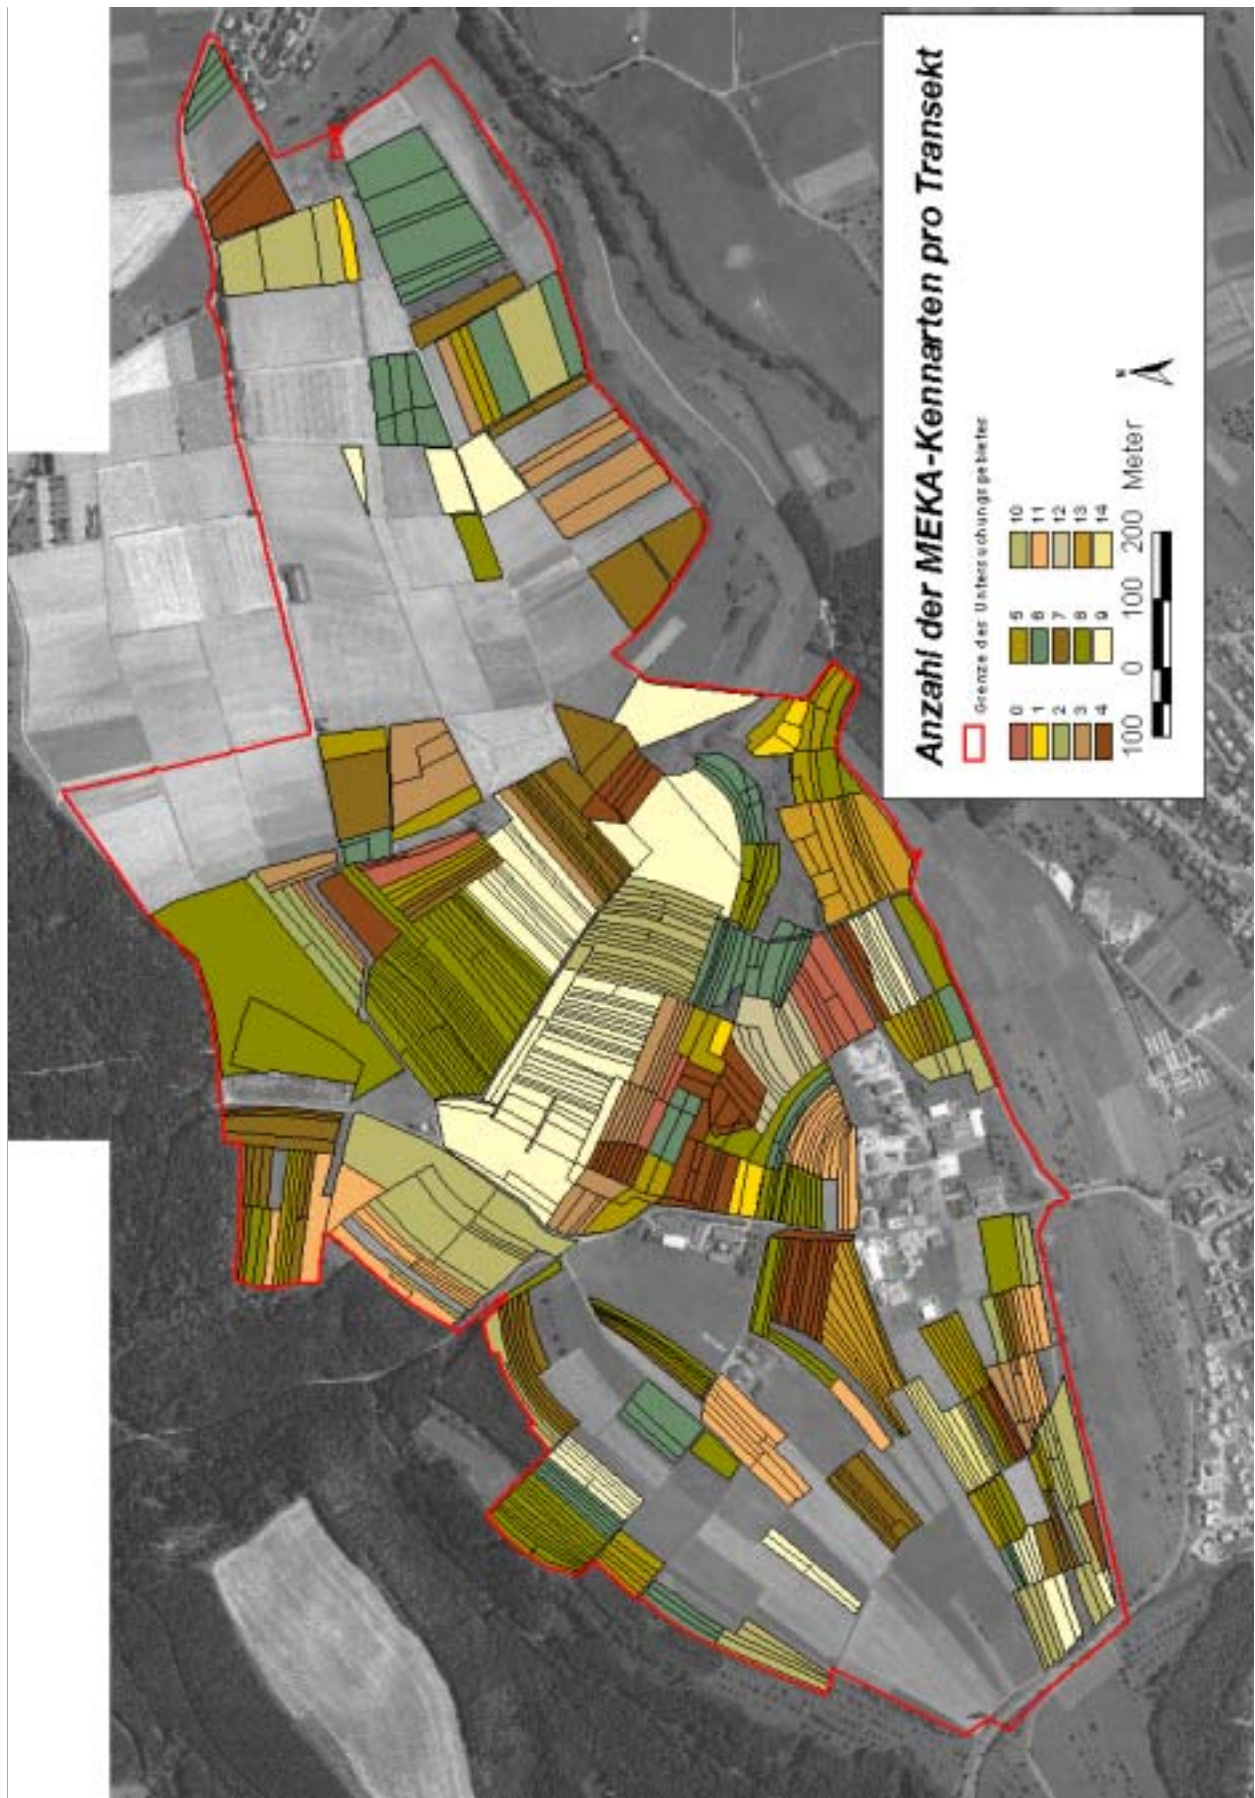 Anzahl der MEKA-Kennarten pro Transekt
Grenze des Untersuchungsgebietes
0 5 10
1 6 11
2 7 12
3 8 13
4 9 14
100 0 100 200 Meter
N